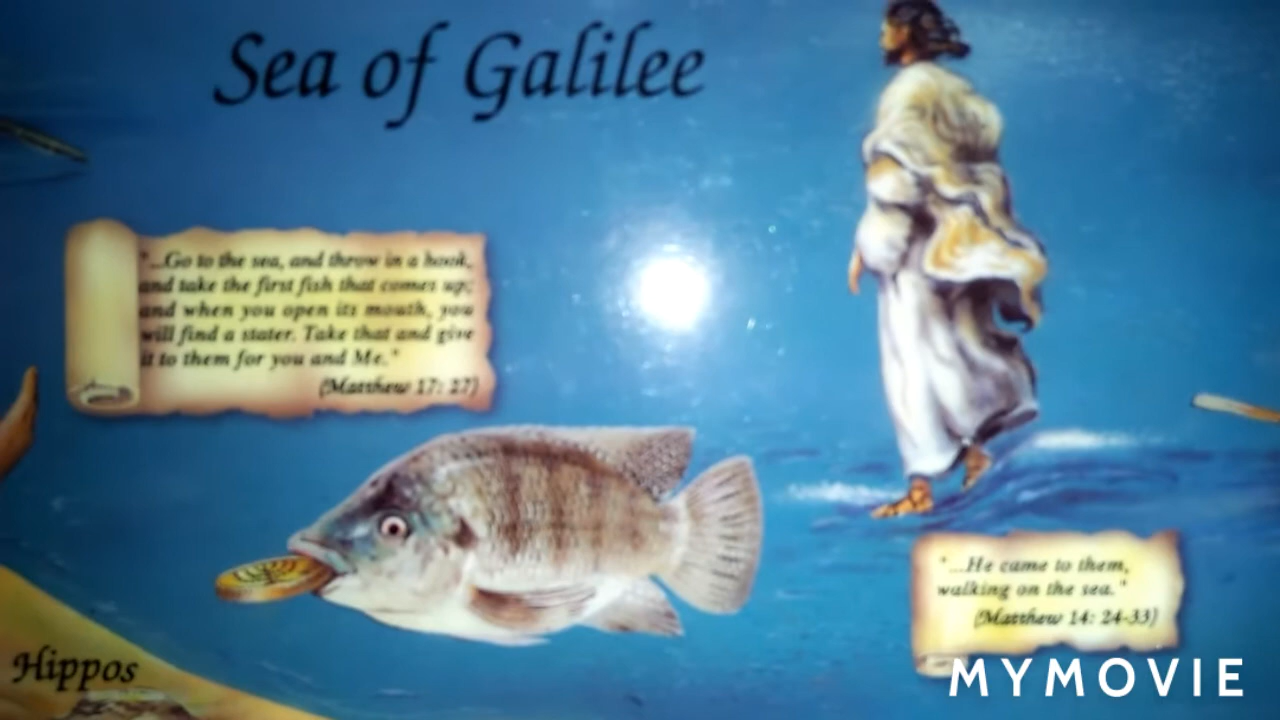 Sea of Galilee
"...Go to the sea, and throw in a hook,
and take the first fish that comes up;
and when you open its mouth, you
will find a stater. Take that and give
it to them for you and Me."
(Matthew 17: 27)
"...He came to them,
walking on the sea."
(Matthew 14: 24-33)
Hippos
MYMOVIE